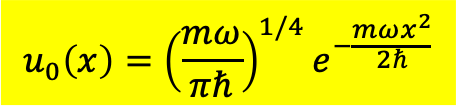 u₀(x) = (mω/πħ)^{1/4} e^{-mωx²/2ħ}